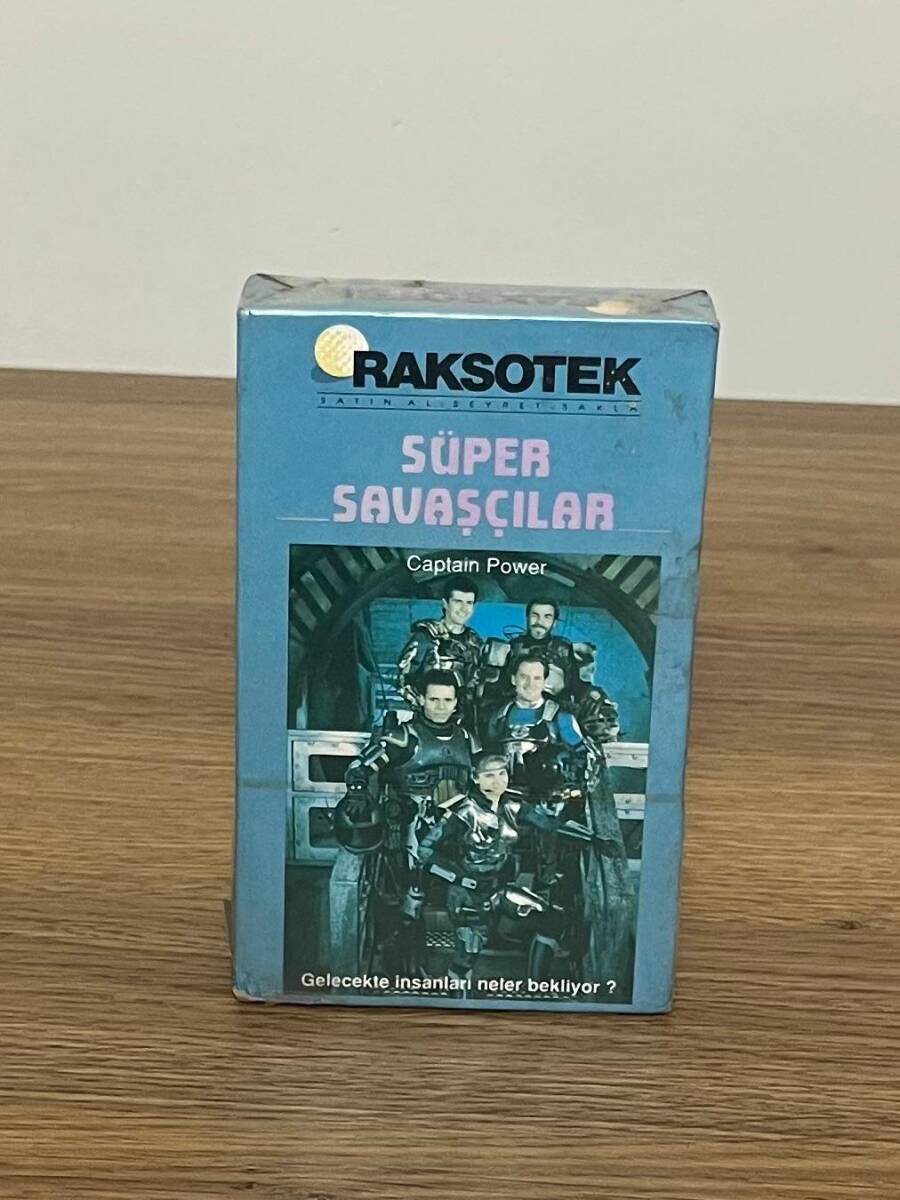 RAKSOTEK
SATIN AL-SEYRET-SAKLA
SÜPER
SAVAŞÇILAR
Captain Power
Gelecekte insanları neler bekliyor ?